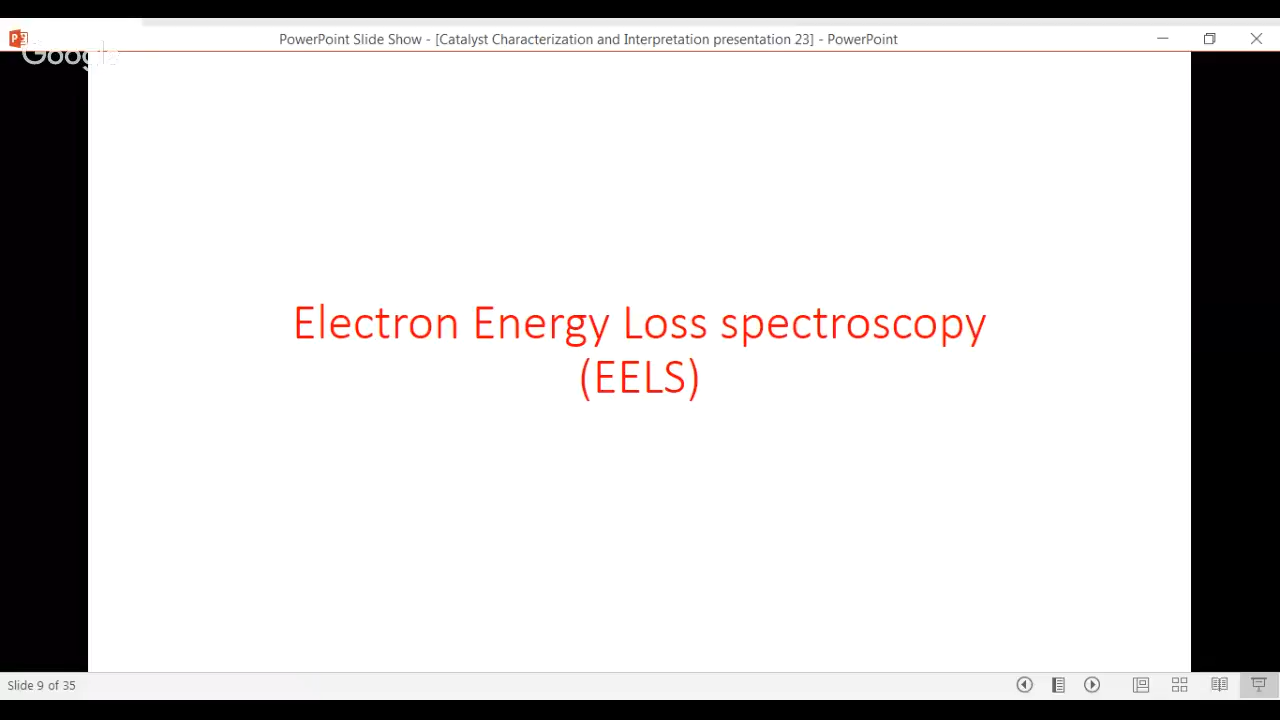 PowerPoint Slide Show - [Catalyst Characterization and Interpretation presentation 23] - PowerPoint
Google
Electron Energy Loss spectroscopy
(EELS)
Slide 9 of 35